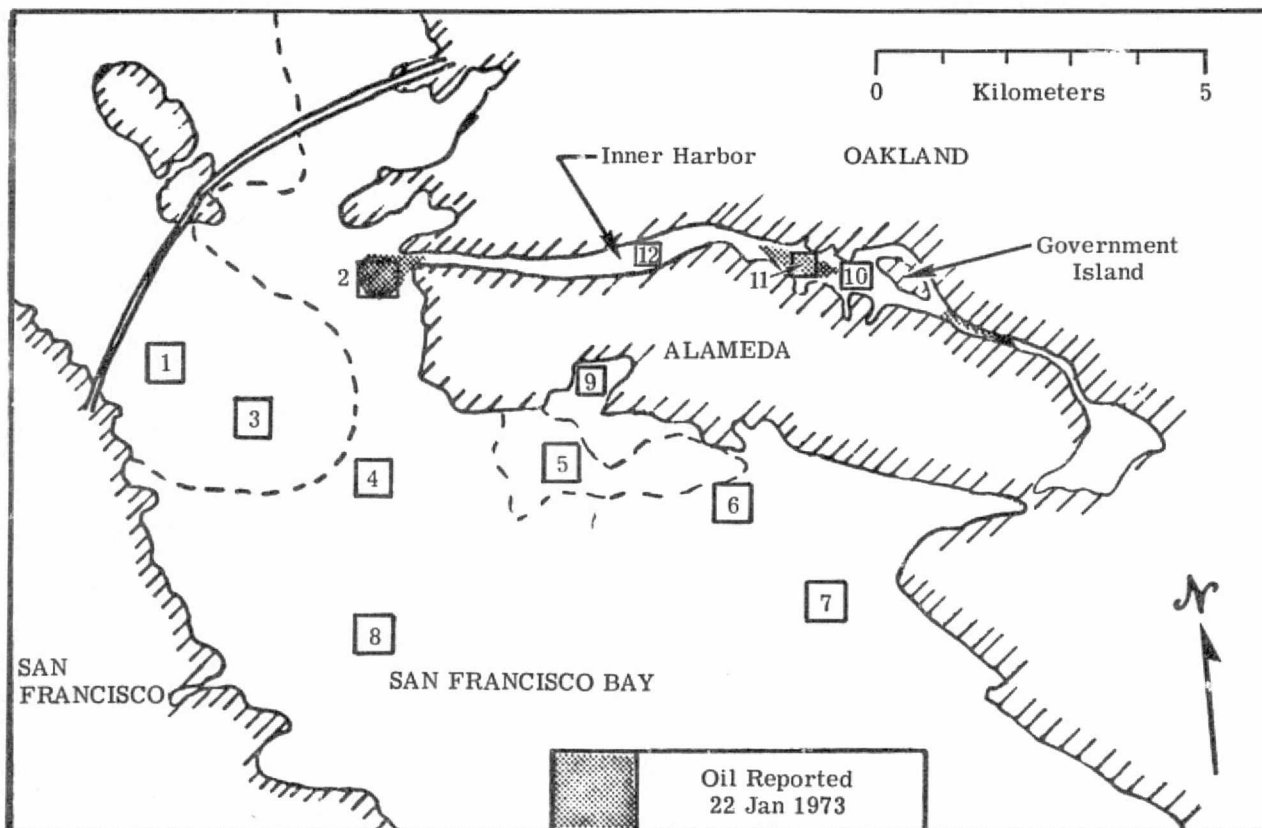 0 Kilometers 5
Inner Harbor
OAKLAND
Government
Island
12
11
10
2
1
ALAMEDA
9
3
5
4
6
7
8
SAN
FRANCISCO
SAN FRANCISCO BAY
N
Oil Reported
22 Jan 1973